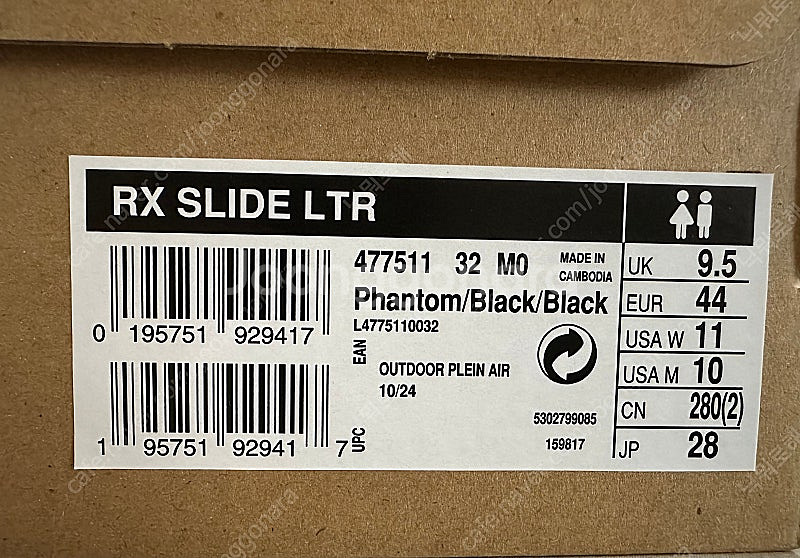 RX SLIDE LTR
477511 32 M0
MADE IN CAMBODIA
Phantom/Black/Black
L4775110032
0 195751 929417
EAN
OUTDOOR PLEIN AIR
10/24
1 95751 92941 7
UPC
5302799085
159817
UK 9.5
EUR 44
USA W 11
USA M 10
CN 280(2)
JP 28